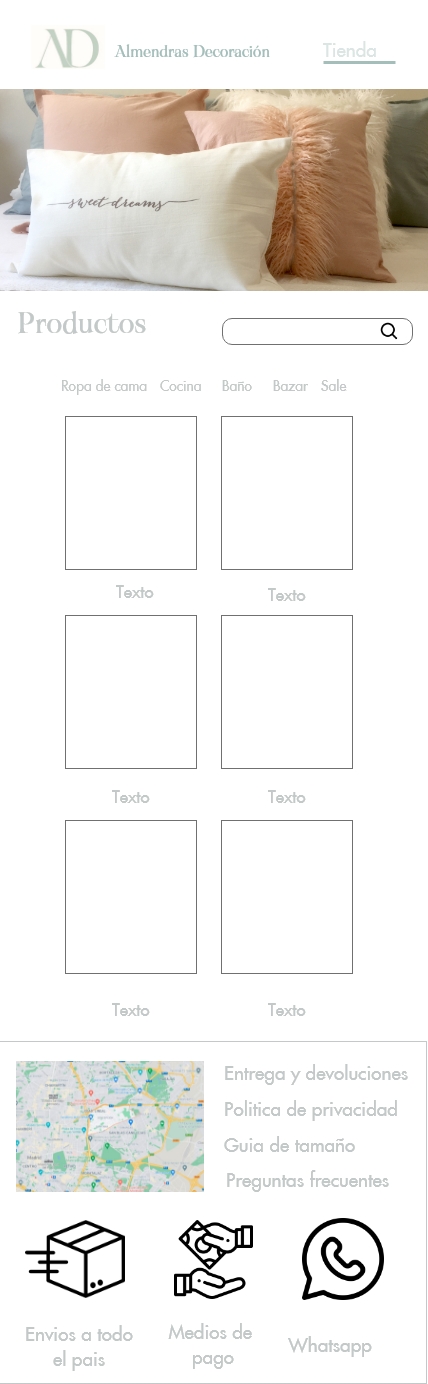 AD
Almendras Decoración
Tienda
sweet dreams
Productos
Ropa de cama Cocina Baño Bazar Sale
Texto Texto
Texto Texto
Texto Texto
Entrega y devoluciones
Politica de privacidad
Guia de tamaño
Preguntas frecuentes
Envios a todo
el pais
Medios de
pago
Whatsapp